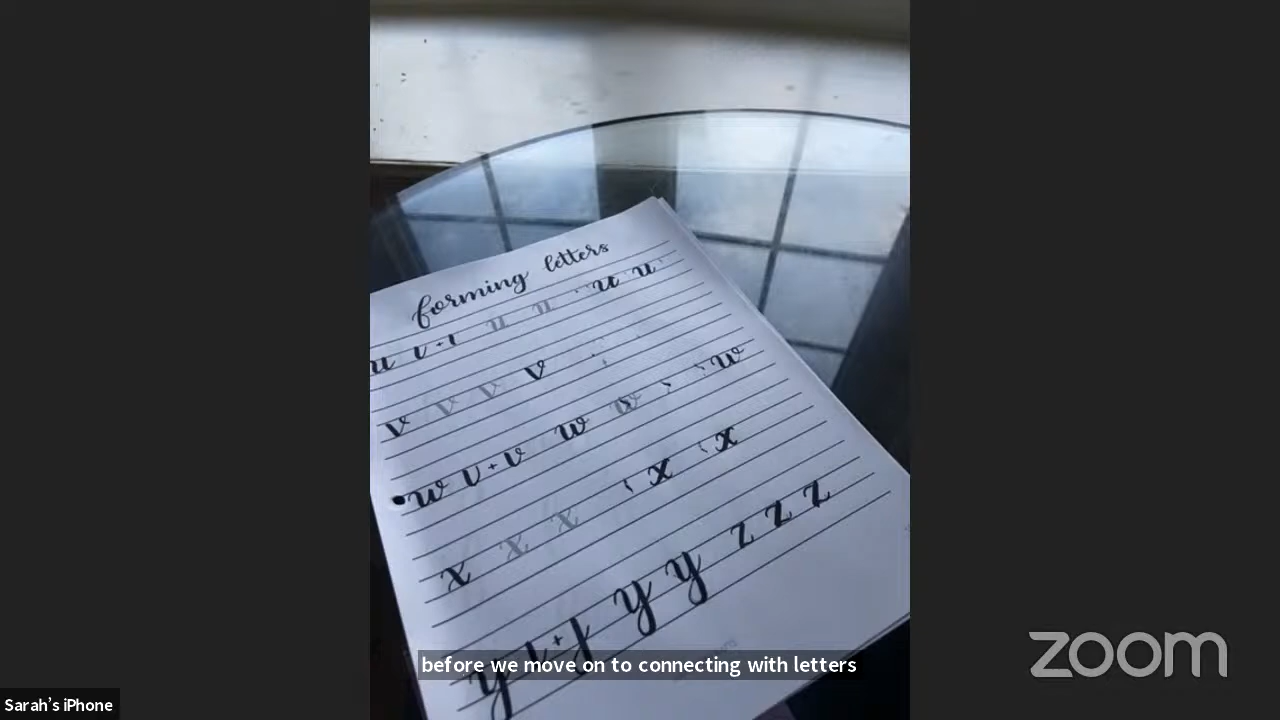 forming letters
u ı + ı u u u u
v v v v
w v + v w w w
x x x x x
y ı + j y y z z z
before we move on to connecting with letters
Sarah's iPhone
zoom